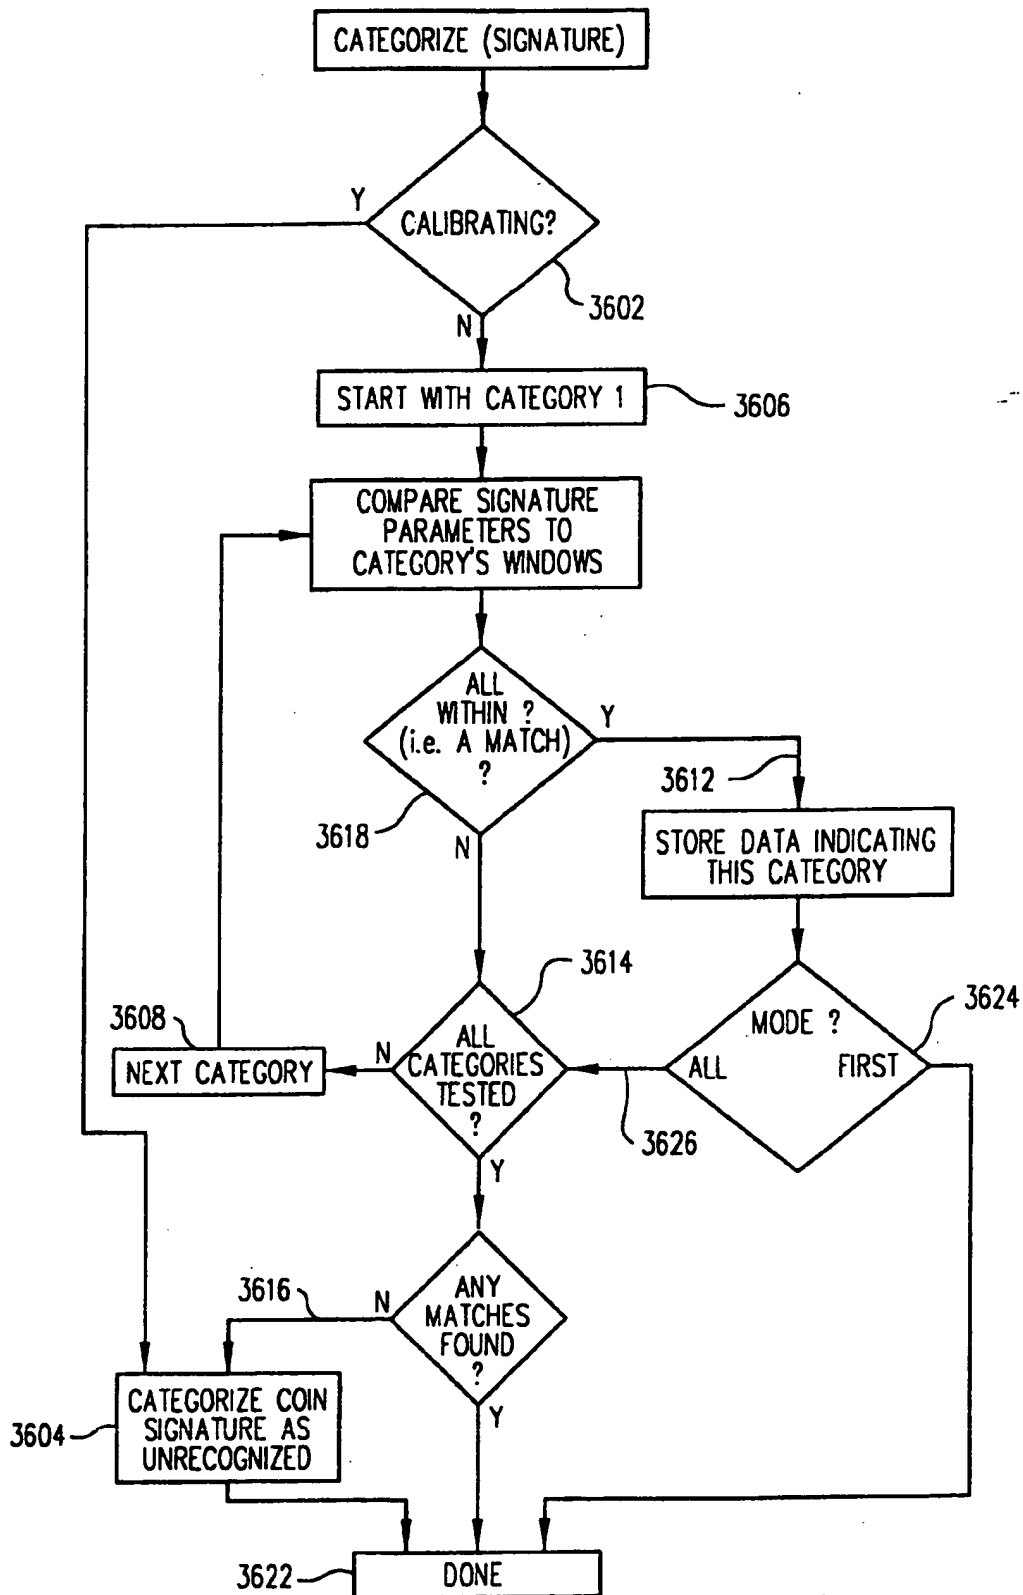 CATEGORIZE (SIGNATURE)
Y
CALIBRATING?
3602
N
START WITH CATEGORY 1
3606
COMPARE SIGNATURE
PARAMETERS TO
CATEGORY'S WINDOWS
ALL
WITHIN ?
(i.e. A MATCH)
?
Y
3612
3618
N
STORE DATA INDICATING
THIS CATEGORY
3614
3624
MODE ?
ALL
FIRST
3608
NEXT CATEGORY
N
ALL
CATEGORIES
TESTED
?
3626
Y
3616
N
ANY
MATCHES
FOUND
?
Y
3604
CATEGORIZE COIN
SIGNATURE AS
UNRECOGNIZED
3622
DONE